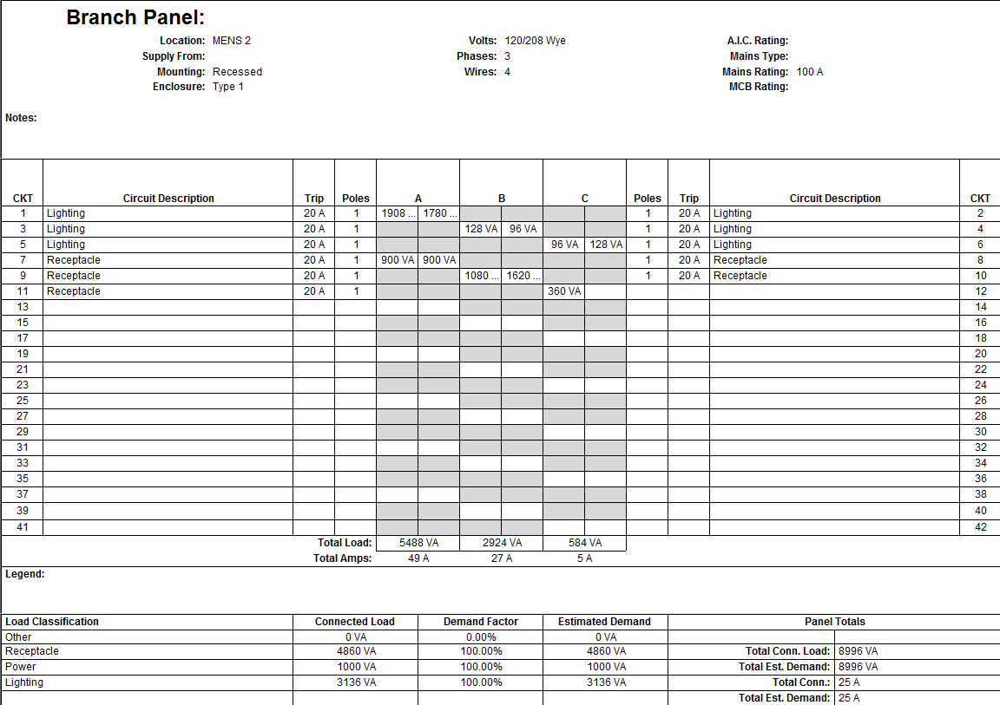 Branch Panel:
Location: MENS 2 Volts: 120/208 Wye A.I.C. Rating:
Supply From: Phases: 3 Mains Type:
Mounting: Recessed Wires: 4 Mains Rating: 100 A
Enclosure: Type 1 MCB Rating:
Notes:
CKT Circuit Description Trip Poles A B C Poles Trip Circuit Description CKT
1 Lighting 20 A 1 1908 ... 1780 ... 1 20 A Lighting 2
3 Lighting 20 A 1 128 VA 96 VA 1 20 A Lighting 4
5 Lighting 20 A 1 96 VA 128 VA 1 20 A Lighting 6
7 Receptacle 20 A 1 900 VA 900 VA 1 20 A Receptacle 8
9 Receptacle 20 A 1 1080 ... 1620 ... 1 20 A Receptacle 10
11 Receptacle 20 A 1 360 VA 12
13 14
15 16
17 18
19 20
21 22
23 24
25 26
27 28
29 30
31 32
33 34
35 36
37 38
39 40
41 42
Total Load: 5488 VA 2924 VA 584 VA
Total Amps: 49 A 27 A 5 A
Legend:
Load Classification Connected Load Demand Factor Estimated Demand Panel Totals
Other 0 VA 0.00% 0 VA
Receptacle 4860 VA 100.00% 4860 VA Total Conn. Load: 8996 VA
Power 1000 VA 100.00% 1000 VA Total Est. Demand: 8996 VA
Lighting 3136 VA 100.00% 3136 VA Total Conn.: 25 A
Total Est. Demand: 25 A